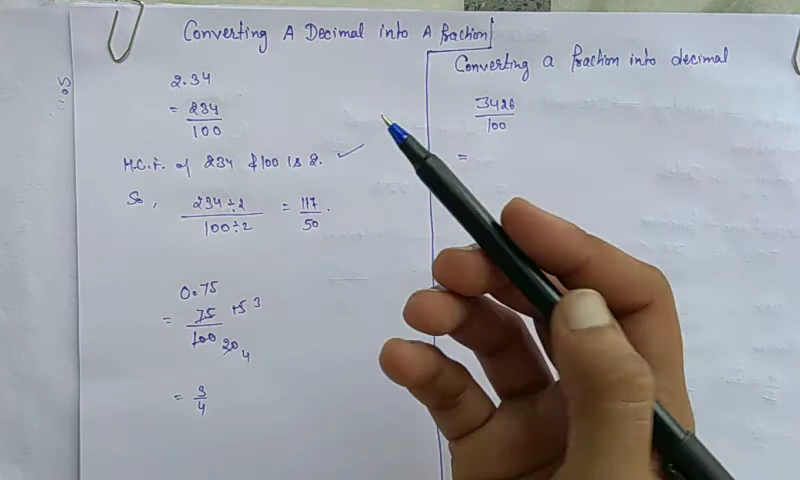 Converting A Decimal into A fraction
2.34
= 234
100
H.C.F. of 234 & 100 is 2. ✓
So, 234÷2 = 117
100÷2 50.
0.75
= 75 15 3
100 20 4
= 3
4
Converting a fraction into decimal
3426
100
=